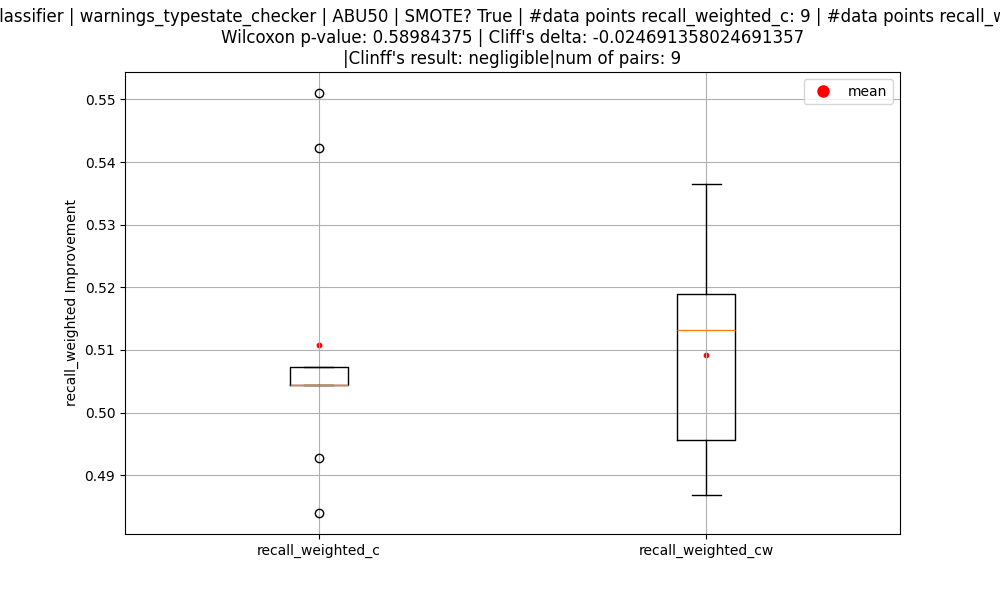 lassifier | warnings_typestate_checker | ABU50 | SMOTE? True | #data points recall_weighted_c: 9 | #data points recall_w
Wilcoxon p-value: 0.58984375 | Cliff's delta: -0.024691358024691357
|Clinff's result: negligible|num of pairs: 9
mean
0.55
0.54
0.53
0.52
0.51
0.50
0.49
recall_weighted Improvement
recall_weighted_c
recall_weighted_cw